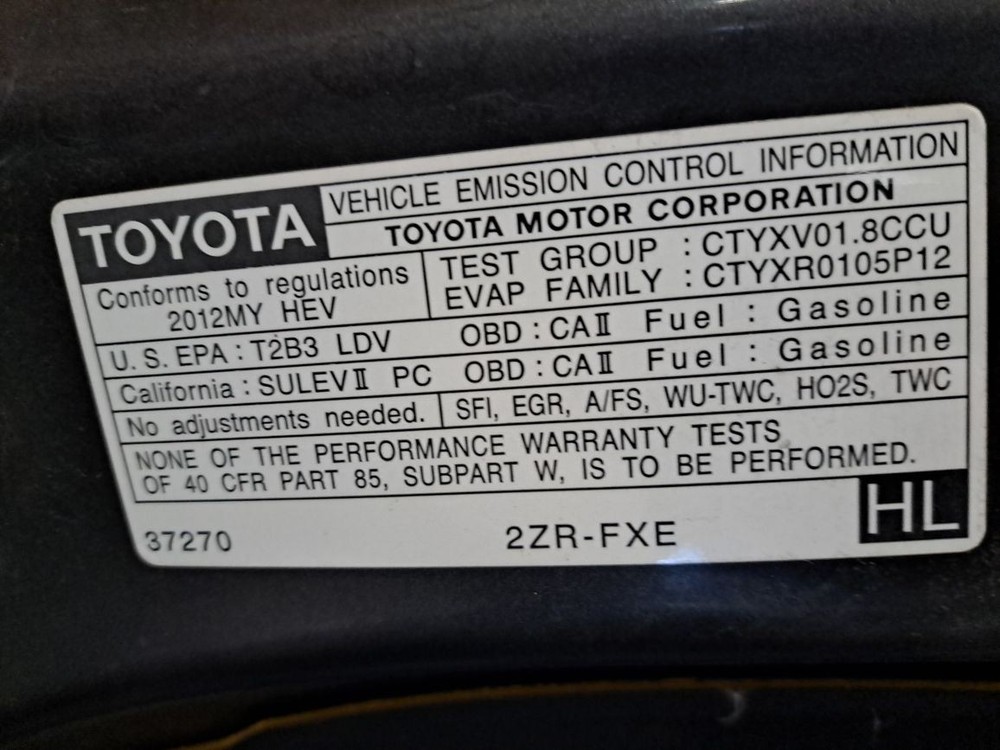 TOYOTA
VEHICLE EMISSION CONTROL INFORMATION
TOYOTA MOTOR CORPORATION
Conforms to regulations
2012MY HEV
TEST GROUP : CTYXV01.8CCU
EVAP FAMILY : CTYXR0105P12
U.S. EPA : T2B3 LDV OBD : CAⅡ Fuel : Gasoline
California : SULEVⅡ PC OBD : CAⅡ Fuel : Gasoline
No adjustments needed. SFI, EGR, A/FS, WU-TWC, HO2S, TWC
NONE OF THE PERFORMANCE WARRANTY TESTS
OF 40 CFR PART 85, SUBPART W, IS TO BE PERFORMED.
37270 2ZR-FXE HL